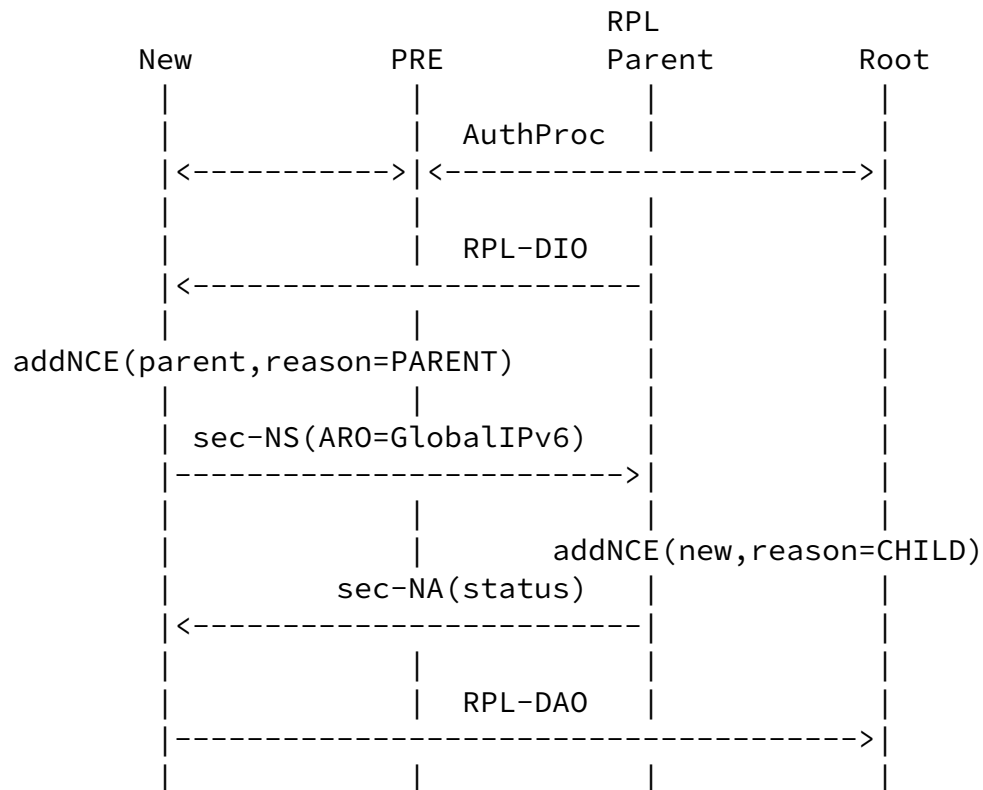 RPL
New PRE Parent Root
AuthProc
RPL-DIO
addNCE(parent,reason=PARENT)
sec-NS(ARO=GlobalIPv6)
addNCE(new,reason=CHILD)
sec-NA(status)
RPL-DAO